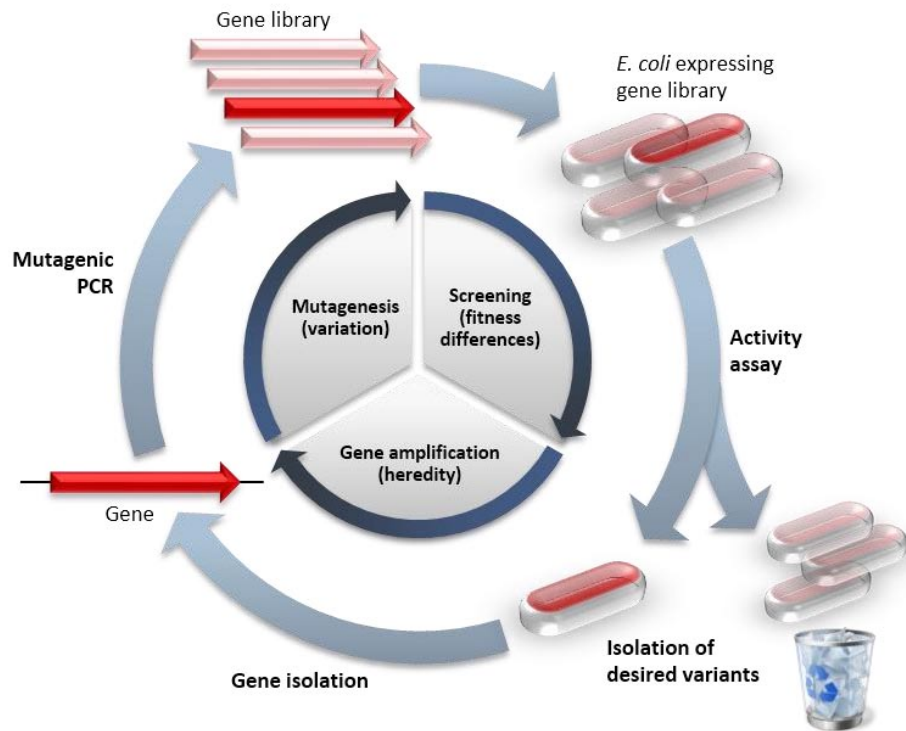 Gene library
E. coli expressing
gene library
Mutagenic
PCR
Mutagenesis
(variation)
Screening
(fitness
differences)
Activity
assay
Gene amplification
(heredity)
Gene
Isolation of
desired variants
Gene isolation